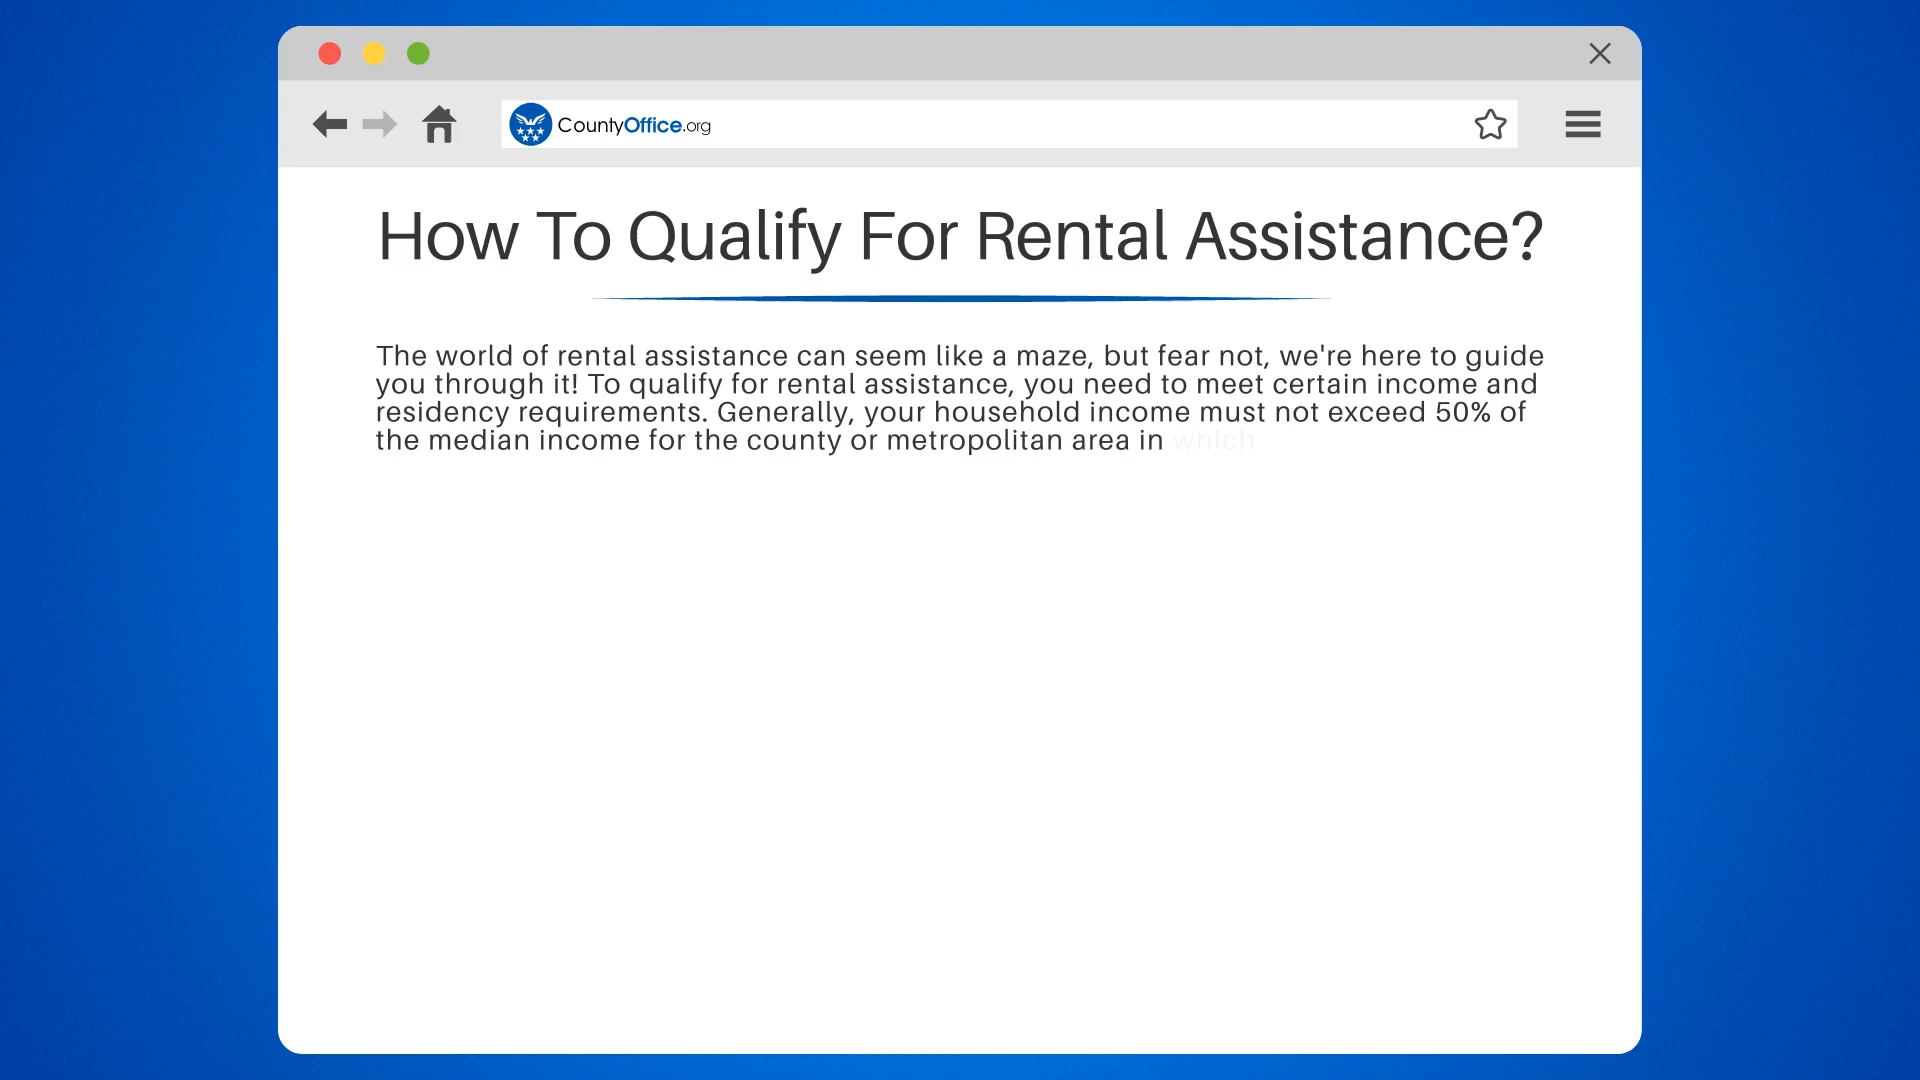 CountyOffice.org
How To Qualify For Rental Assistance?
The world of rental assistance can seem like a maze, but fear not, we're here to guide
you through it! To qualify for rental assistance, you need to meet certain income and
residency requirements. Generally, your household income must not exceed 50% of
the median income for the county or metropolitan area in which